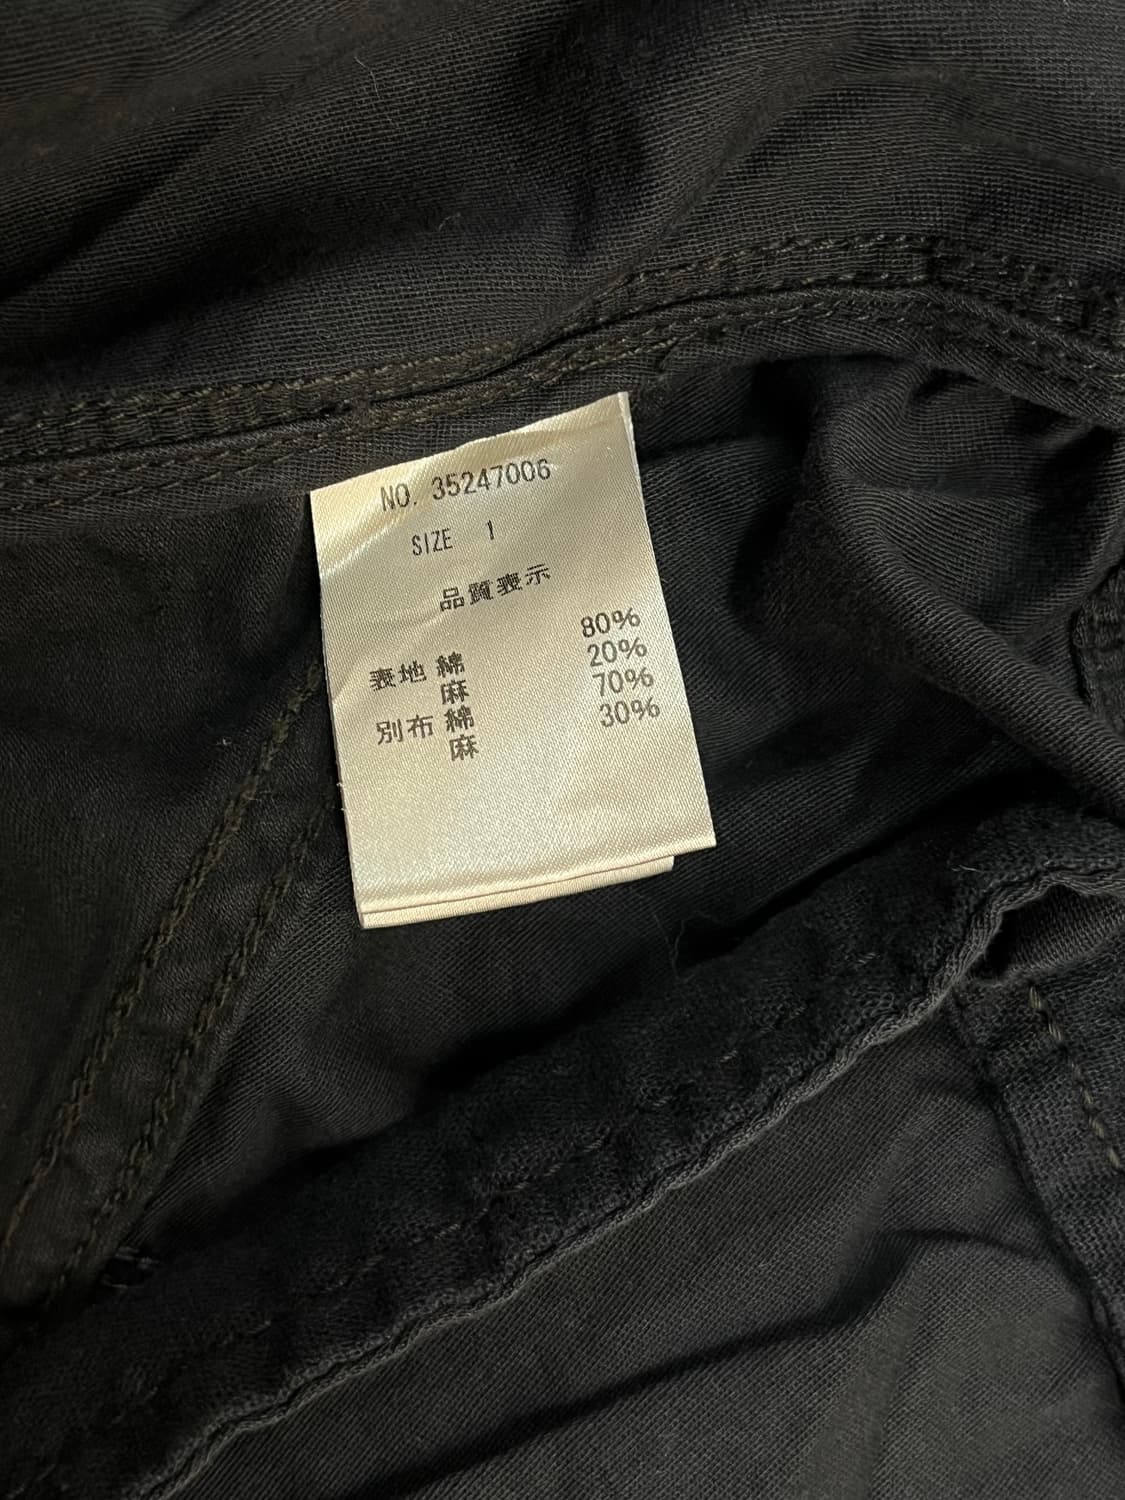 NO. 35247006
SIZE 1
品質表示
表地 綿 80%
麻 20%
別布 綿 70%
麻 30%